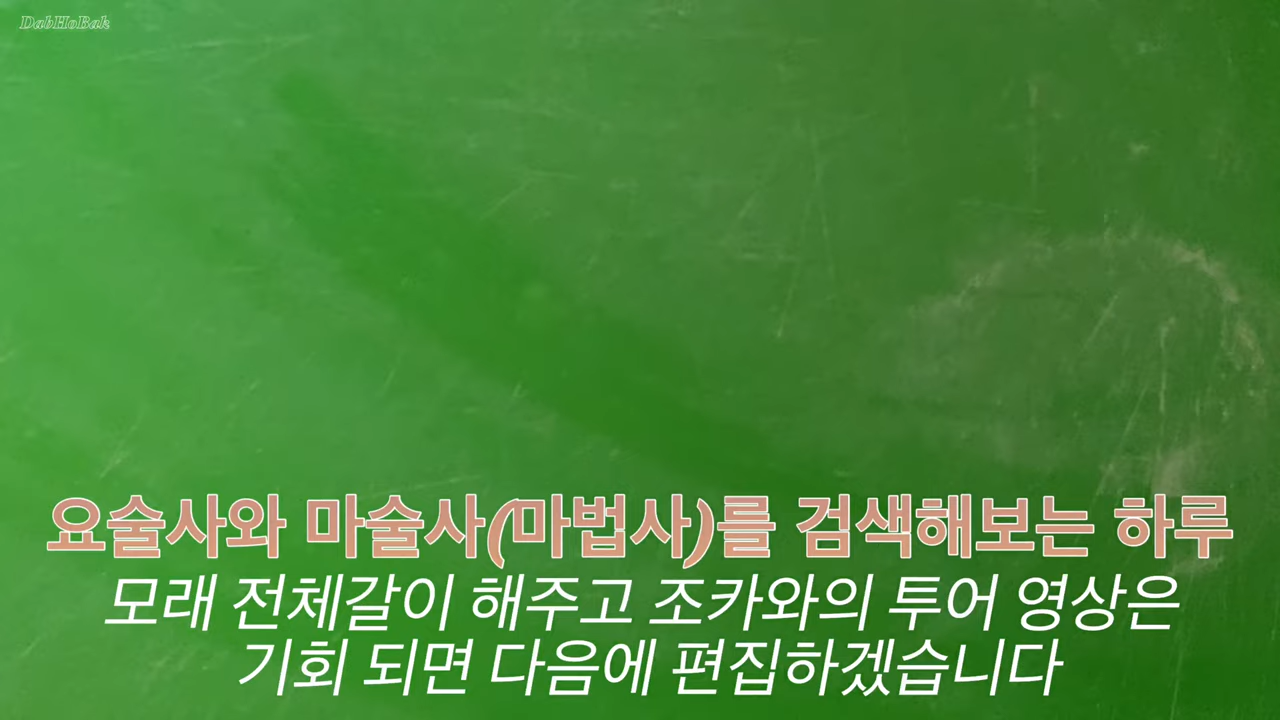 DabHoBak
요술사와 마술사(마법사)를 검색해보는 하루
모래 전체갈이 해주고 조카와의 투어 영상은
기회 되면 다음에 편집하겠습니다